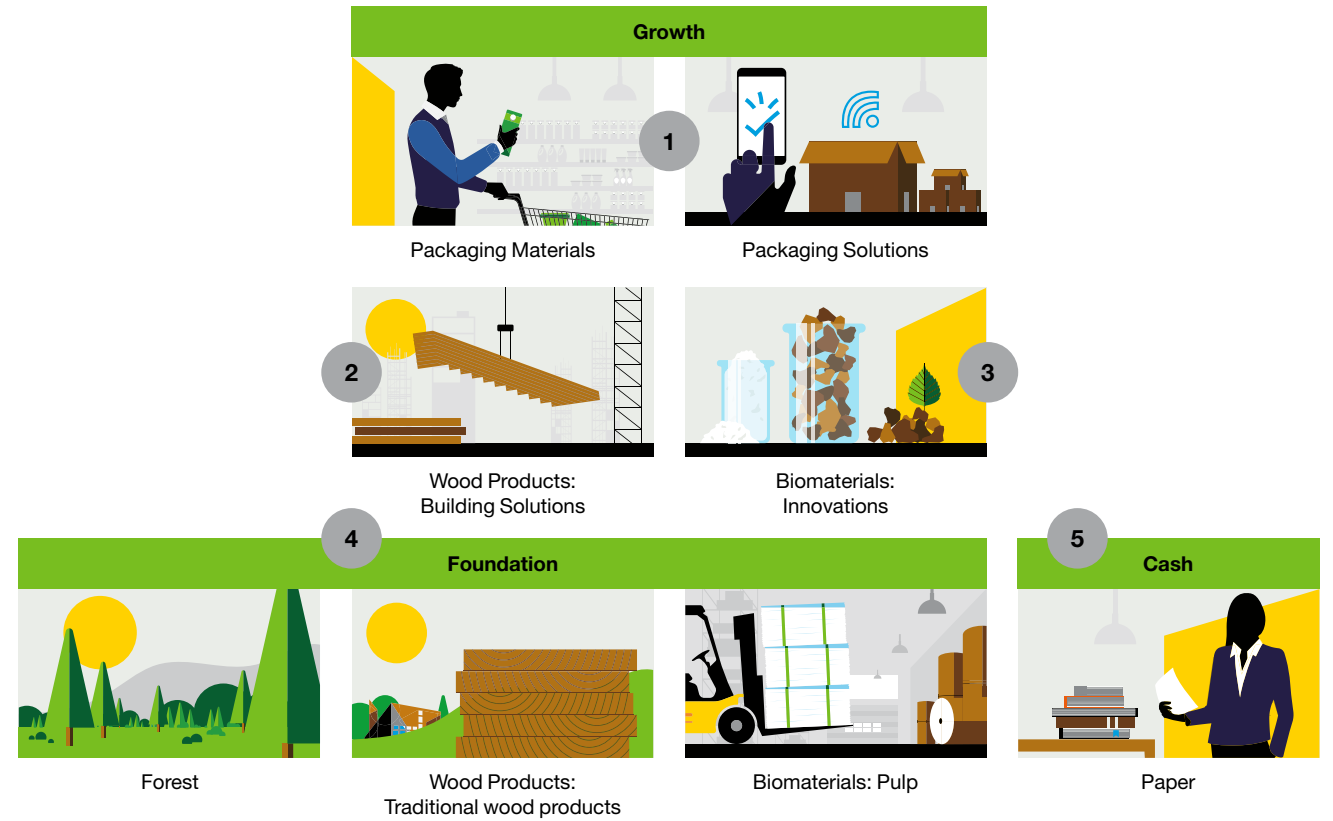 Growth
1
Packaging Materials
Packaging Solutions
2
3
Wood Products:
Building Solutions
Biomaterials:
Innovations
4
Foundation
5
Cash
Forest
Wood Products:
Traditional wood products
Biomaterials: Pulp
Paper